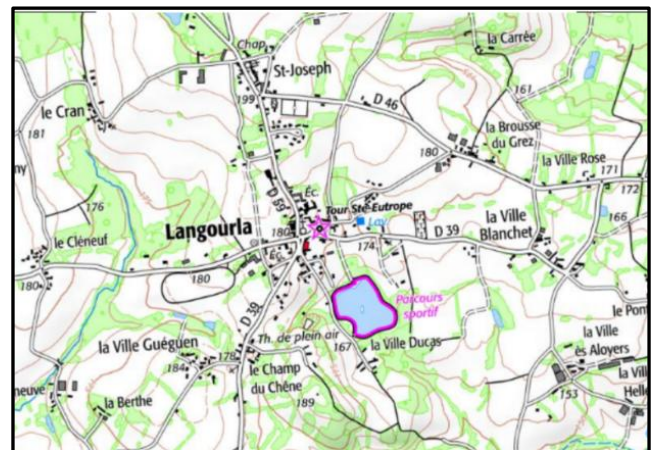 la Carrée
Chap.
St-Joseph
161
199
D 46
le Cran
181
la Brousse
du Grez
180
la Ville Rose
171
172
176
Éc.
D 39
Tour Ste-Eutrope
Lav.
166
Langourla
180
la Ville
Blanchet
174
D 39
le Cléneuf
Éc.
180
180
Parcours
sportif
D 39
la Ville
ès Aloyers
la Ville Guéguen
Th. de plein air
167
la Ville Ducas
178
184
le Champ
du Chêne
153
189
la Berthe